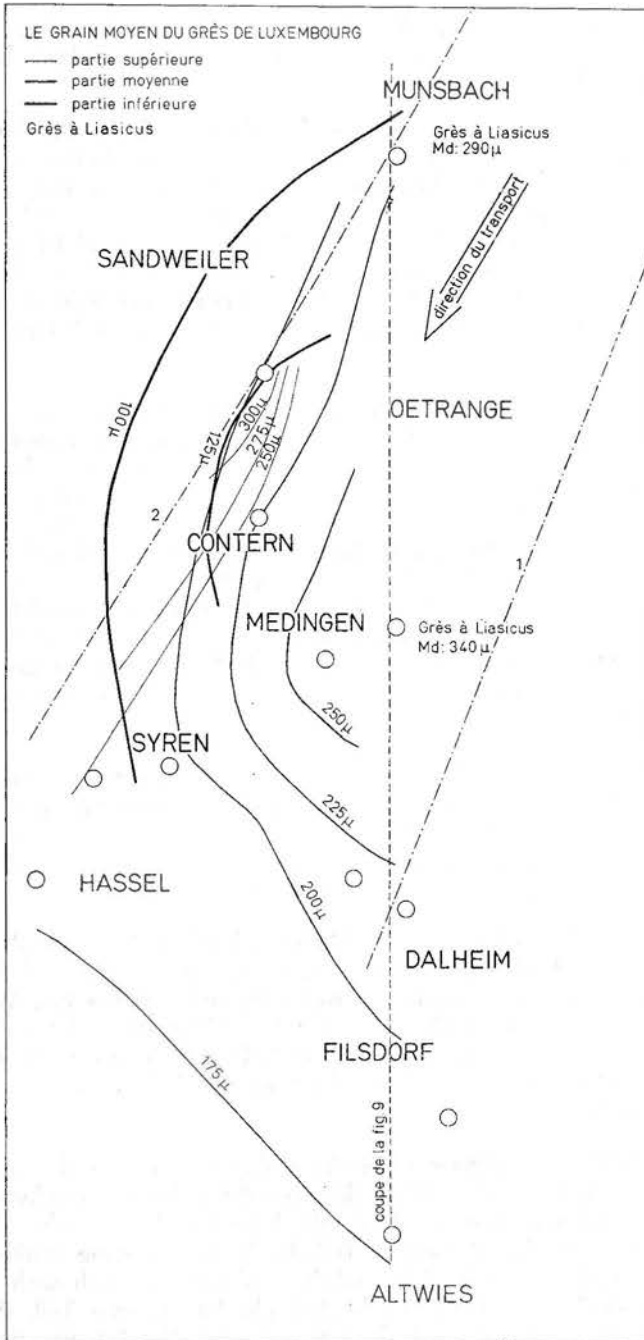 LE GRAIN MOYEN DU GRÈS DE LUXEMBOURG
partie supérieure
partie moyenne
partie inférieure
Grès à Liasicus
MUNSBACH
Grès à Liasicus
Md: 290µ
direction du transport
SANDWEILER
OETRANGE
100µ
125µ
300µ
275µ
250µ
2
1
CONTERN
MEDINGEN
Grès à Liasicus
Md: 340µ
250µ
SYREN
225µ
HASSEL
200µ
DALHEIM
FILSDORF
175µ
coupe de la fig. 9
ALTWIES